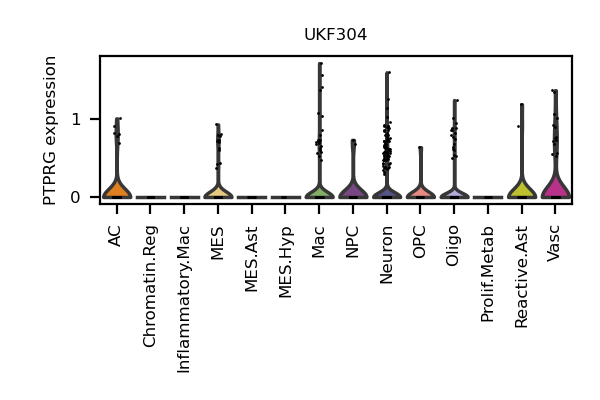 UKF304
PTPRG expression
1
0
AC
Chromatin.Reg
Inflammatory.Mac
MES
MES.Ast
MES.Hyp
Mac
NPC
Neuron
OPC
Oligo
Prolif.Metab
Reactive.Ast
Vasc